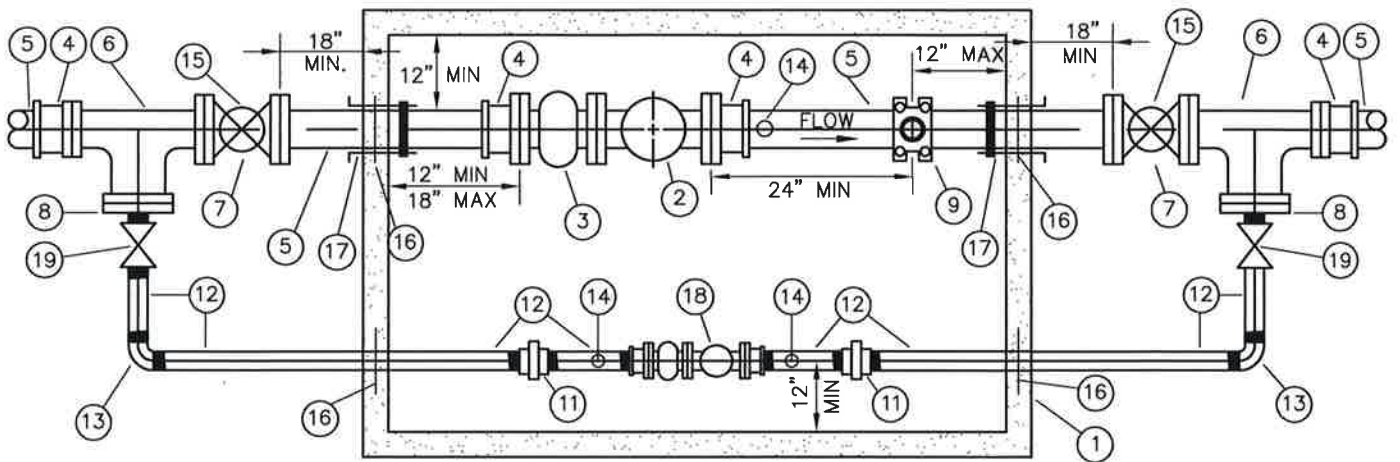 5 4 6 15 18" MIN. 12" MIN 4 4 14 5 12" MAX 18" MIN 15 6 4 5
FLOW
12" MIN
18" MAX
24" MIN
8 7 5 17 16 3 2 9 17 16 7 8
19 19
12 12 14 18 14 12 12
13 16 11 12" MIN 11 16 13
1